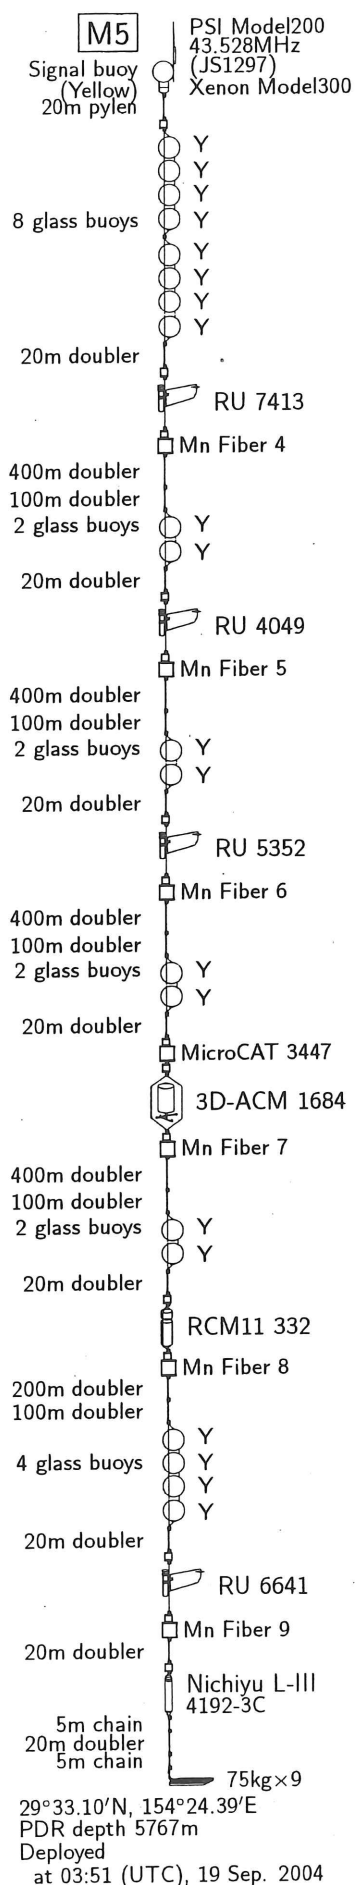 M5
PSI Model200
43.528MHz
(JS1297)
Xenon Model300
Signal buoy
(Yellow)
20m pylen
Y
Y
Y
8 glass buoys Y
Y
Y
Y
Y
20m doubler
RU 7413
Mn Fiber 4
400m doubler
100m doubler
2 glass buoys Y
Y
20m doubler
RU 4049
Mn Fiber 5
400m doubler
100m doubler
2 glass buoys Y
Y
20m doubler
RU 5352
Mn Fiber 6
400m doubler
100m doubler
2 glass buoys Y
Y
20m doubler
MicroCAT 3447
3D-ACM 1684
Mn Fiber 7
400m doubler
100m doubler
2 glass buoys Y
Y
20m doubler
RCM11 332
Mn Fiber 8
200m doubler
100m doubler
Y
4 glass buoys Y
Y
Y
20m doubler
RU 6641
Mn Fiber 9
20m doubler
Nichiyu L-III
4192-3C
5m chain
20m doubler
5m chain
75kg×9
29°33.10′N, 154°24.39′E
PDR depth 5767m
Deployed
at 03:51 (UTC), 19 Sep. 2004